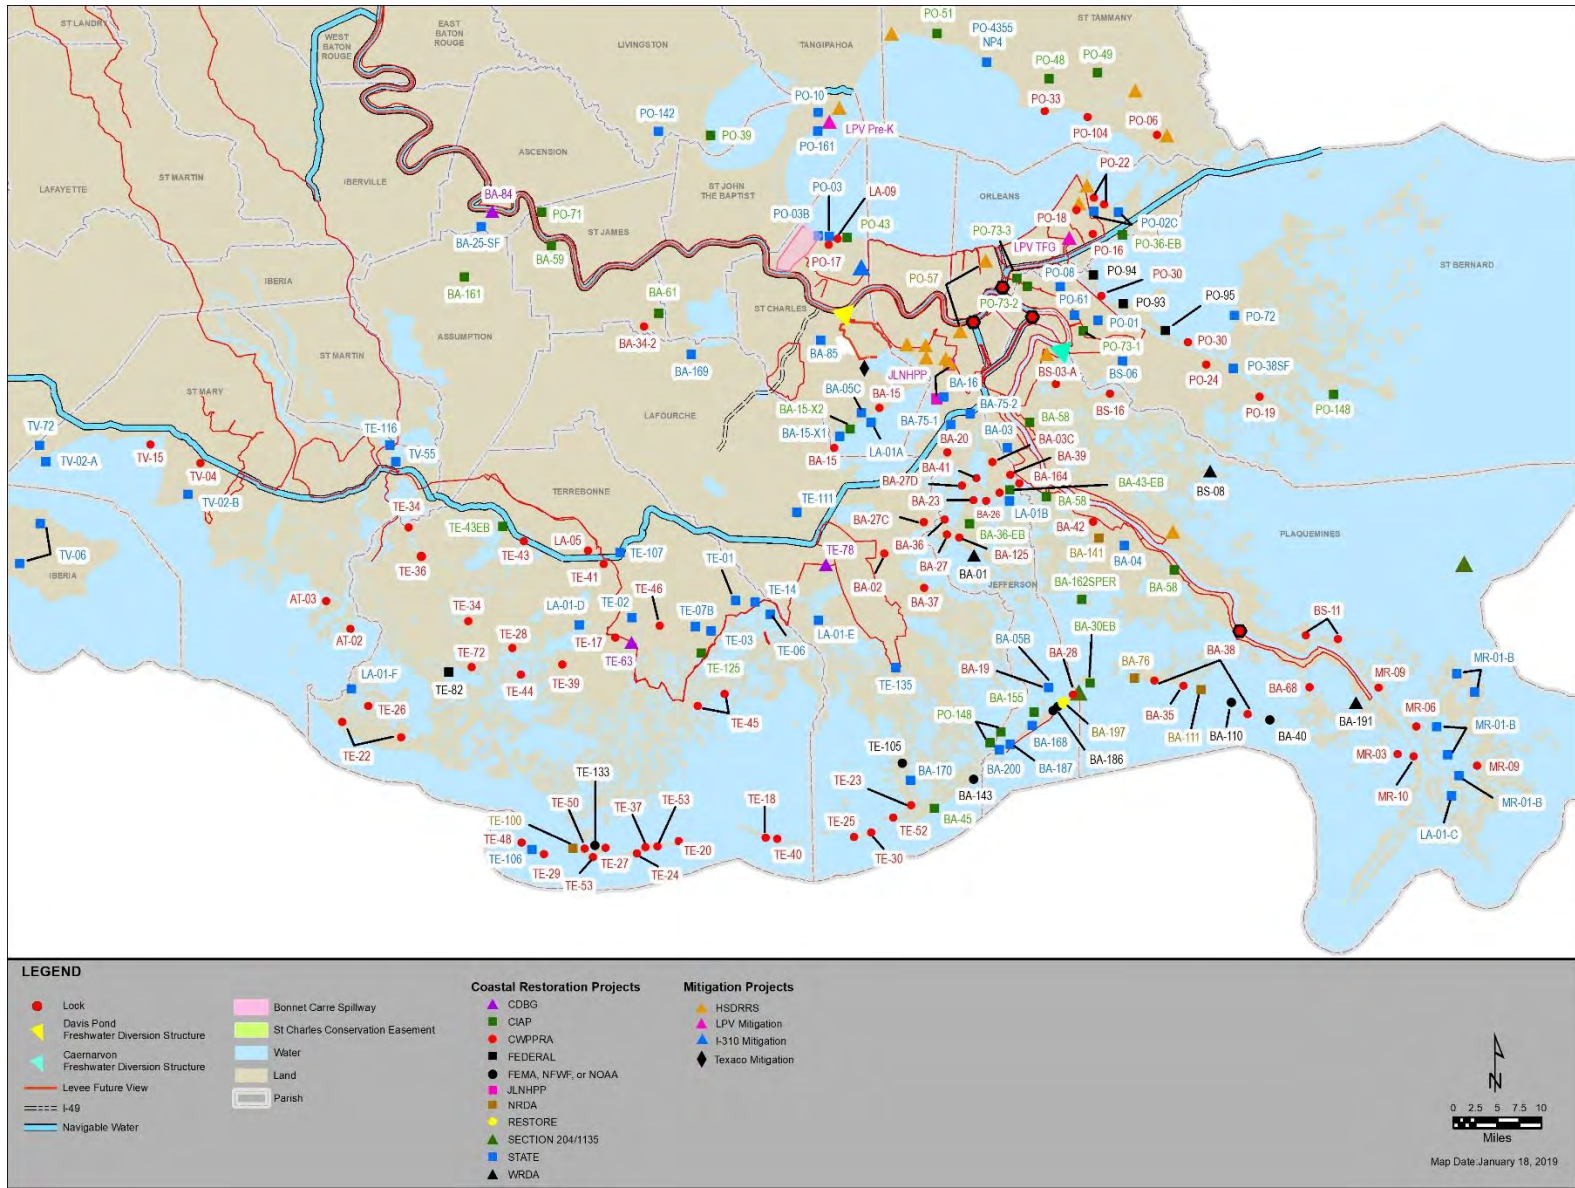 ST LANDRY
WEST
BATON
ROUGE
EAST
BATON
ROUGE
LIVINGSTON
TANGIPAHOA
PO-51
PO-4355
NP4
ST TAMMANY
PO-48
PO-49
PO-33
PO-104
PO-06
PO-10
PO-142
PO-39
LPV Pre-K
PO-161
ASCENSION
LAFAYETTE
ST MARTIN
IBERVILLE
BA-84
PO-71
BA-25-SF
BA-59
ST JAMES
ST JOHN
THE BAPTIST
PO-03
LA-09
PO-03B
PO-43
PO-17
ORLEANS
PO-22
PO-18
PO-02C
LPV TFG
PO-16
PO-36-EB
PO-73-3
PO-57
PO-08
PO-94
PO-30
ST BERNARD
IBERIA
BA-161
BA-61
ST CHARLES
PO-73-2
PO-61
PO-93
PO-95
PO-01
PO-72
ASSUMPTION
BA-34-2
BA-169
BA-85
PO-73-1
PO-30
ST MARTIN
JLNHPP
BS-03-A
BS-06
PO-24
PO-38SF
BA-05C
BA-15
BA-16
BS-16
PO-19
PO-148
ST MARY
LAFOURCHE
BA-15-X2
BA-75-1
BA-75-2
BA-58
TV-72
TV-15
TE-116
BA-15-X1
LA-01A
BA-20
BA-03
BA-03C
TV-02-A
TV-04
TV-55
BA-15
BA-41
BA-39
BS-08
TV-02-B
TERREBONNE
TE-111
BA-27D
BA-164
BA-43-EB
BA-23
BA-26
LA-01B
BA-58
TE-34
TE-43EB
LA-05
BA-27C
BA-36-EB
BA-42
TV-06
IBERIA
TE-36
TE-43
TE-107
TE-41
TE-01
TE-78
BA-36
BA-125
BA-141
BA-04
PLAQUEMINES
BA-02
BA-27
BA-01
JEFFERSON
BA-162SPER
BA-58
AT-03
TE-34
LA-01-D
TE-02
TE-46
TE-07B
TE-14
BA-37
AT-02
TE-28
TE-17
TE-03
TE-06
LA-01-E
BA-05B
BA-30EB
BS-11
TE-72
TE-63
TE-125
LA-01-F
TE-82
TE-44
TE-39
TE-135
BA-19
BA-28
BA-76
BA-38
MR-09
MR-01-B
TE-26
TE-45
BA-155
BA-35
BA-68
MR-06
TE-22
PO-148
BA-197
BA-111
BA-110
BA-40
BA-191
MR-01-B
TE-105
BA-168
BA-186
MR-03
MR-09
TE-133
TE-23
BA-170
BA-200
BA-187
MR-10
MR-01-B
BA-143
TE-50
TE-37
TE-53
TE-18
TE-25
TE-52
BA-45
LA-01-C
TE-100
TE-48
TE-106
TE-29
TE-53
TE-27
TE-24
TE-20
TE-40
TE-30
LEGEND
Lock
Davis Pond
Freshwater Diversion Structure
Caernarvon
Freshwater Diversion Structure
Levee Future View
I-49
Navigable Water
Bonnet Carre Spillway
St Charles Conservation Easement
Water
Land
Parish
Coastal Restoration Projects
CDBG
CIAP
CWPPRA
FEDERAL
FEMA, NFWF, or NOAA
JLNHPP
NRDA
RESTORE
SECTION 204/1135
STATE
WRDA
Mitigation Projects
HSDRRS
LPV Mitigation
I-310 Mitigation
Texaco Mitigation
N
0 2.5 5 7.5 10
Miles
Map Date:January 18, 2019